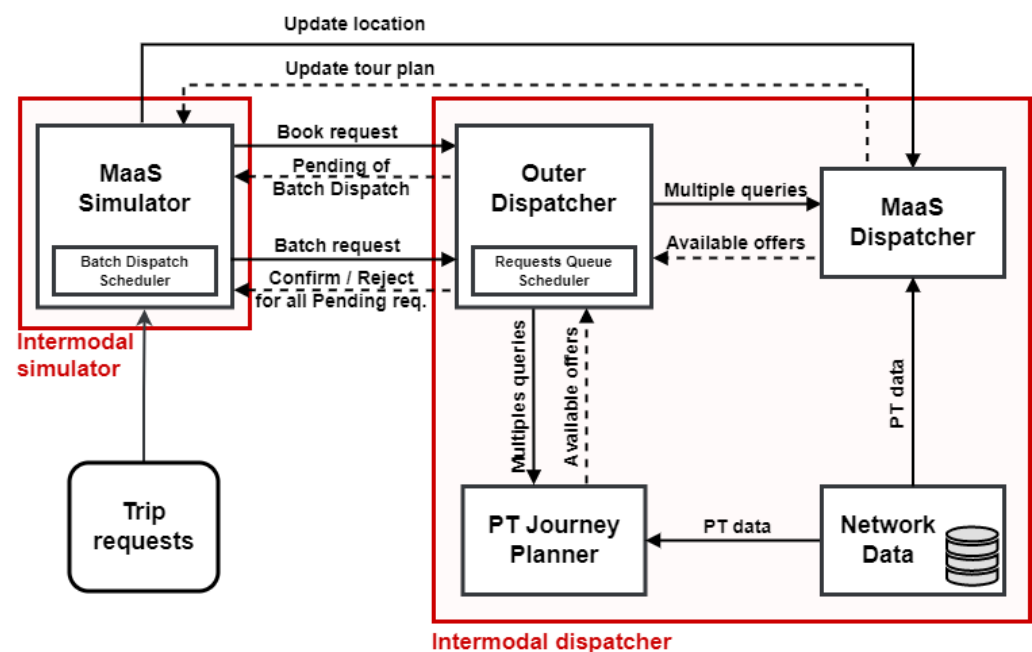 Update location
Update tour plan
MaaS
Simulator
Batch Dispatch
Scheduler
Book request
Pending of
Batch Dispatch
Batch request
Confirm / Reject
for all Pending req.
Outer
Dispatcher
Requests Queue
Scheduler
Multiple queries
Available offers
MaaS
Dispatcher
Intermodal
simulator
Multiples queries
Available offers
PT data
Trip
requests
PT Journey
Planner
PT data
Network
Data
Intermodal dispatcher